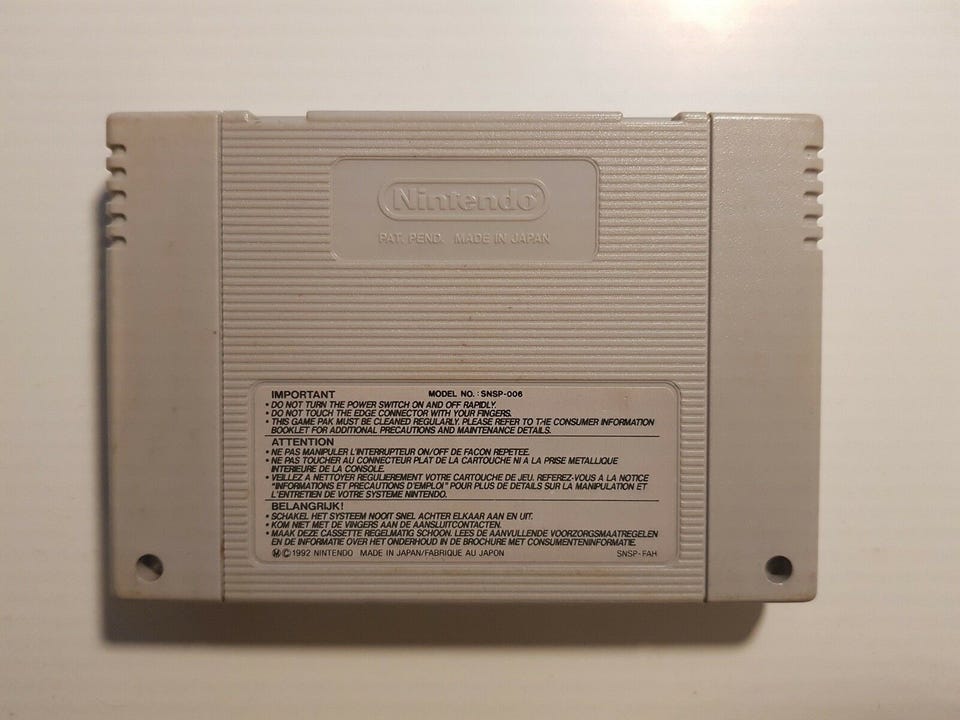 Nintendo®
PAT. PEND. MADE IN JAPAN
IMPORTANT MODEL NO. : SNSP-006
• DO NOT TURN THE POWER SWITCH ON AND OFF RAPIDLY.
• DO NOT TOUCH THE EDGE CONNECTOR WITH YOUR FINGERS.
• THIS GAME PAK MUST BE CLEANED REGULARLY. PLEASE REFER TO THE CONSUMER INFORMATION
BOOKLET FOR ADDITIONAL PRECAUTIONS AND MAINTENANCE DETAILS.
ATTENTION
• NE PAS MANIPULER L'INTERRUPTEUR ON/OFF DE FACON REPETEE.
• NE PAS TOUCHER AU CONNECTEUR PLAT DE LA CARTOUCHE NI A LA PRISE METALLIQUE
INTERIEURE DE LA CONSOLE.
• VEILLEZ A NETTOYER REGULIEREMENT VOTRE CARTOUCHE DE JEU. REFEREZ-VOUS A LA NOTICE
"INFORMATIONS ET PRECAUTIONS D'EMPLOI" POUR PLUS DE DETAILS SUR LA MANIPULATION ET
L'ENTRETIEN DE VOTRE SYSTEME NINTENDO.
BELANGRIJK!
• SCHAKEL HET SYSTEEM NOOIT SNEL ACHTER ELKAAR AAN EN UIT.
• KOM NIET MET DE VINGERS AAN DE AANSLUITCONTACTEN.
• MAAK DEZE CASSETTE REGELMATIG SCHOON. LEES DE AANVULLENDE VOORZORGSMAATREGELEN
EN DE INFORMATIE OVER HET ONDERHOUD IN DE BROCHURE MET CONSUMENTENINFORMATIE.
Ⓜ©1992 NINTENDO MADE IN JAPAN/FABRIQUE AU JAPON SNSP-FAH